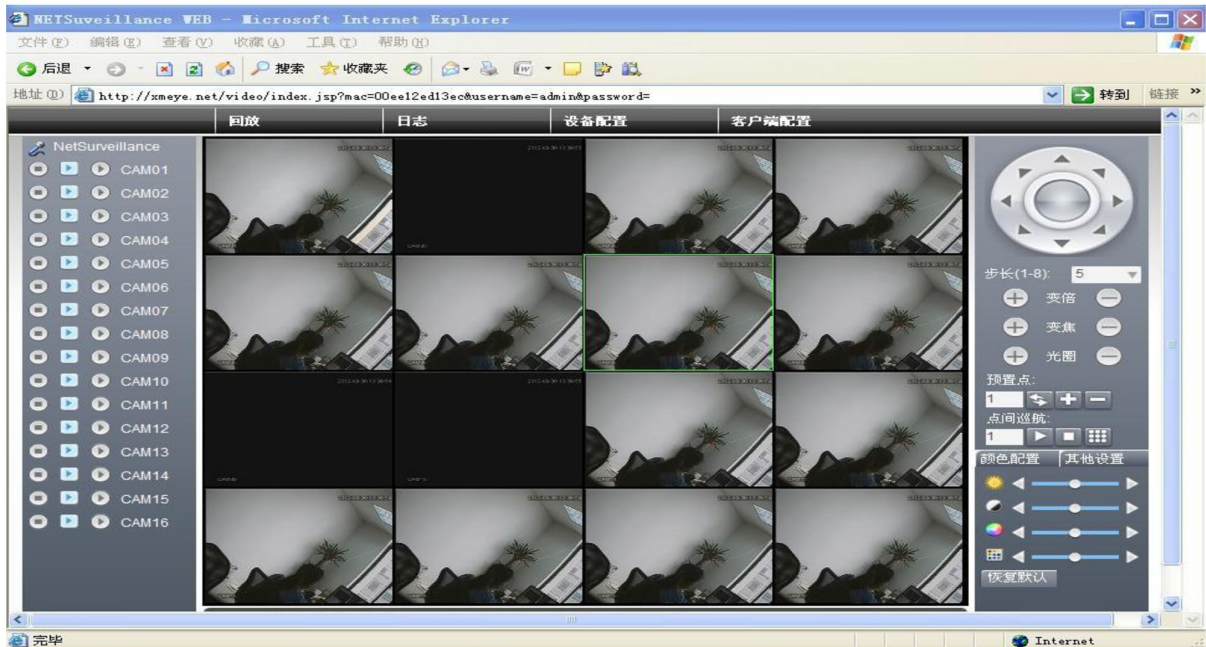 NETSuveillance WEB - Microsoft Internet Explorer
文件(F) 编辑(E) 查看(V) 收藏(A) 工具(T) 帮助(H)
后退 搜索 收藏夹
地址(D) http://xmeye.net/video/index.jsp?mac=00ee12ed13ec&username=admin&password= 转到 链接 »
回放 日志 设备配置 客户端配置
NetSurveillance
CAM01
CAM02
CAM03
CAM04
CAM05
CAM06
CAM07
CAM08
CAM09
CAM10
CAM11
CAM12
CAM13
CAM14
CAM15
CAM16
步长(1-8): 5
变倍
变焦
光圈
预置点:
1
点间巡航:
1
颜色配置 其他设置
恢复默认
完毕 Internet